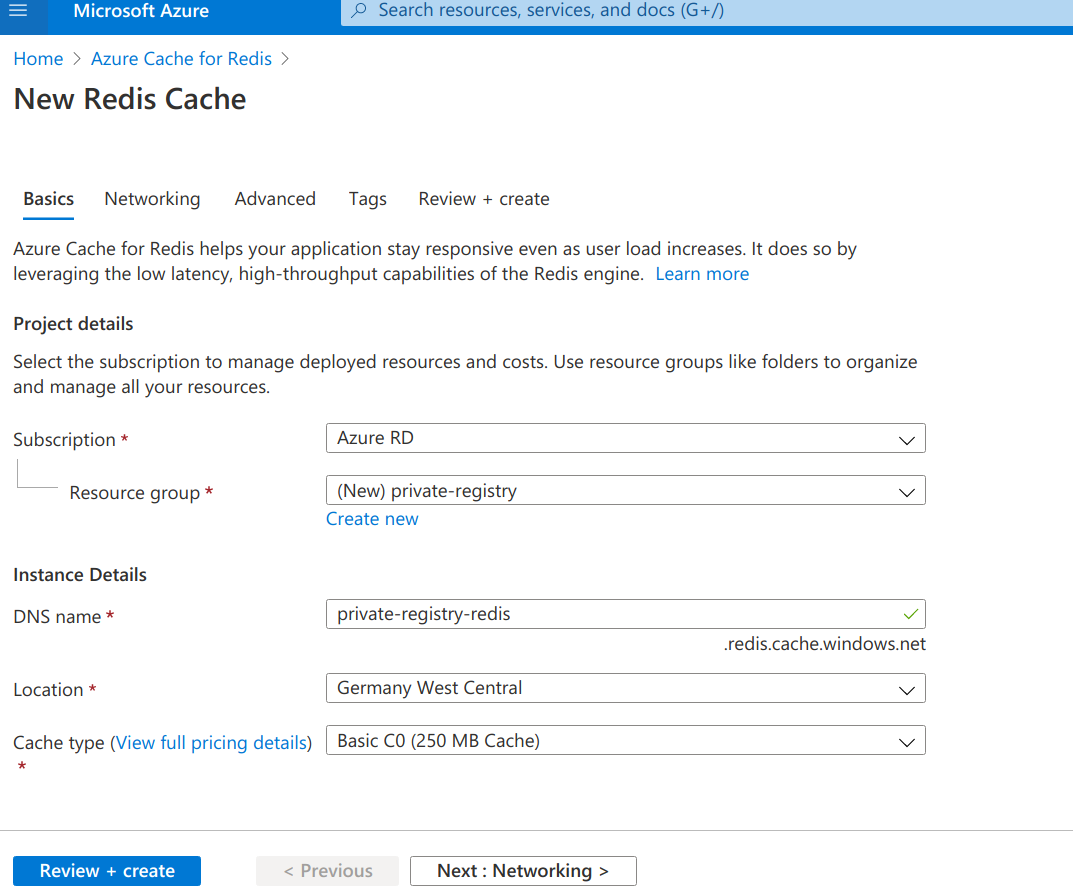 Microsoft Azure
Search resources, services, and docs (G+/)
Home > Azure Cache for Redis >
New Redis Cache
Basics Networking Advanced Tags Review + create
Azure Cache for Redis helps your application stay responsive even as user load increases. It does so by
leveraging the low latency, high-throughput capabilities of the Redis engine. Learn more
Project details
Select the subscription to manage deployed resources and costs. Use resource groups like folders to organize
and manage all your resources.
Subscription * Azure RD
Resource group * (New) private-registry
Create new
Instance Details
DNS name * private-registry-redis
.redis.cache.windows.net
Location * Germany West Central
Cache type (View full pricing details) Basic C0 (250 MB Cache)
*
Review + create < Previous Next : Networking >